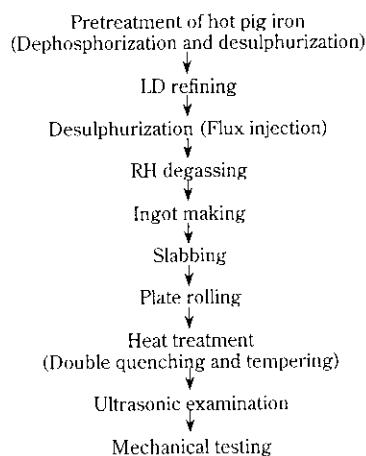 Pretreatment of hot pig iron
(Dephosphorization and desulphurization)
LD refining
Desulphurization (Flux injection)
RH degassing
Ingot making
Slabbing
Plate rolling
Heat treatment
(Double quenching and tempering)
Ultrasonic examination
Mechanical testing